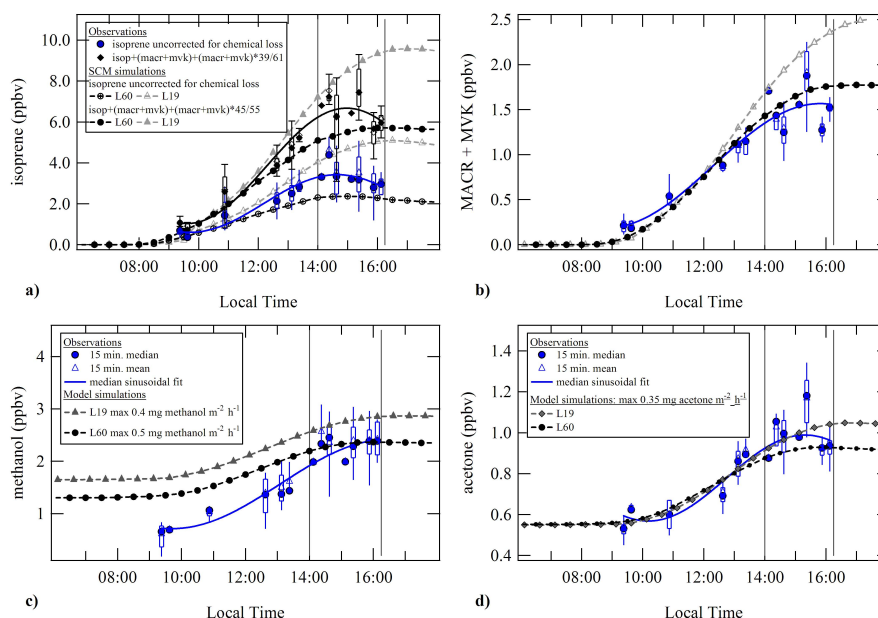 10.0
8.0
6.0
4.0
2.0
0.0
isoprene (ppbv)
Observations
isoprene uncorrected for chemical loss
isop+(macr+mvk)+(macr+mvk)*39/61
SCM simulations
isoprene uncorrected for chemical loss
L60 L19
isop+(macr+mvk)+(macr+mvk)*45/55
L60 L19
08:00 10:00 12:00 14:00 16:00
a) Local Time
2.5
2.0
1.5
1.0
0.5
0.0
MACR + MVK (ppbv)
08:00 10:00 12:00 14:00 16:00
b) Local Time
4
3
2
1
methanol (ppbv)
Observations
15 min. median
15 min. mean
median sinusoidal fit
Model simulations
L19 max 0.4 mg methanol m⁻² h⁻¹
L60 max 0.5 mg methanol m⁻² h⁻¹
08:00 10:00 12:00 14:00 16:00
c) Local Time
1.4
1.2
1.0
0.8
0.6
0.4
acetone (ppbv)
Observations
15 min. median
15 min. mean
median sinusoidal fit
Model simulations: max 0.35 mg acetone m⁻² h⁻¹
L19
L60
08:00 10:00 12:00 14:00 16:00
d) Local Time